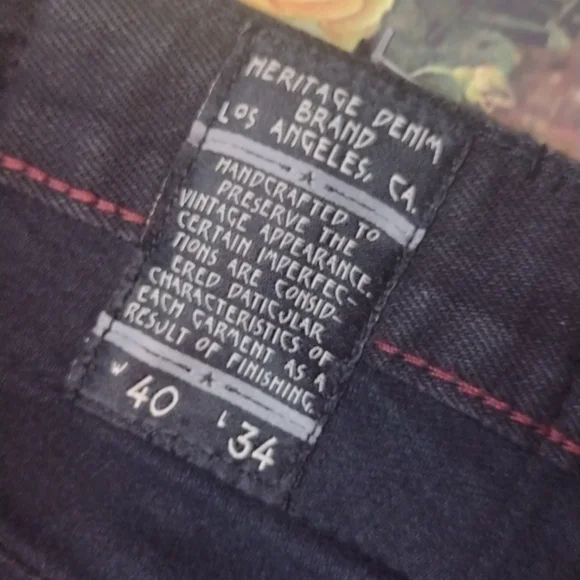 HERITAGE DENIM
BRAND
LOS ANGELES, CA.
HANDCRAFTED TO
PRESERVE THE
VINTAGE APPEARANCE.
CERTAIN IMPERFEC-
TIONS ARE CONSID-
ERED DATICULAR
CHARACTERISTICS OF
EACH GARMENT AS A
RESULT OF FINISHING.
W 40 L 34